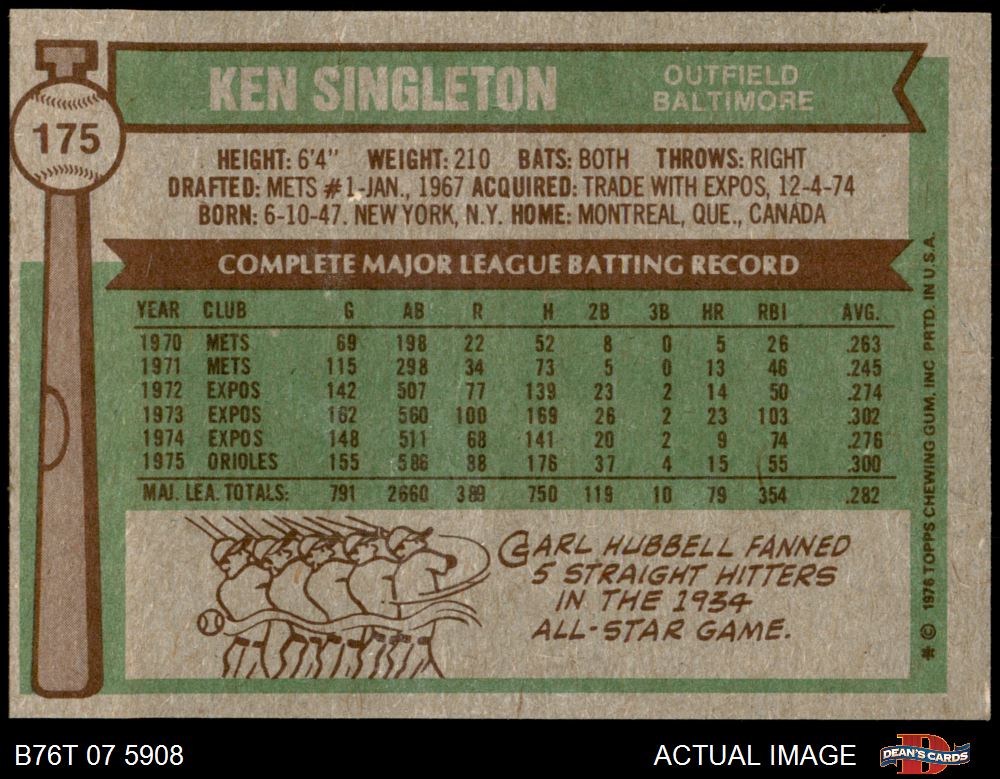 175
KEN SINGLETON
OUTFIELD
BALTIMORE
HEIGHT: 6'4" WEIGHT: 210 BATS: BOTH THROWS: RIGHT
DRAFTED: METS #1-JAN., 1967 ACQUIRED: TRADE WITH EXPOS, 12-4-74
BORN: 6-10-47. NEW YORK, N.Y. HOME: MONTREAL, QUE., CANADA
COMPLETE MAJOR LEAGUE BATTING RECORD
YEAR CLUB G AB R H 2B 3B HR RBI AVG.
1970 METS 69 198 22 52 8 0 5 26 .263
1971 METS 115 298 34 73 5 0 13 46 .245
1972 EXPOS 142 507 77 139 23 2 14 50 .274
1973 EXPOS 162 560 100 169 26 2 23 103 .302
1974 EXPOS 148 511 68 141 20 2 9 74 .276
1975 ORIOLES 155 586 88 176 37 4 15 55 .300
MAJ. LEA. TOTALS: 791 2660 389 750 119 10 79 354 .282
CARL HUBBELL FANNED
5 STRAIGHT HITTERS
IN THE 1934
ALL-STAR GAME.
* © 1976 TOPPS CHEWING GUM, INC. PRTD. IN U.S.A.
B76T 07 5908
ACTUAL IMAGE
DEAN'S CARDS